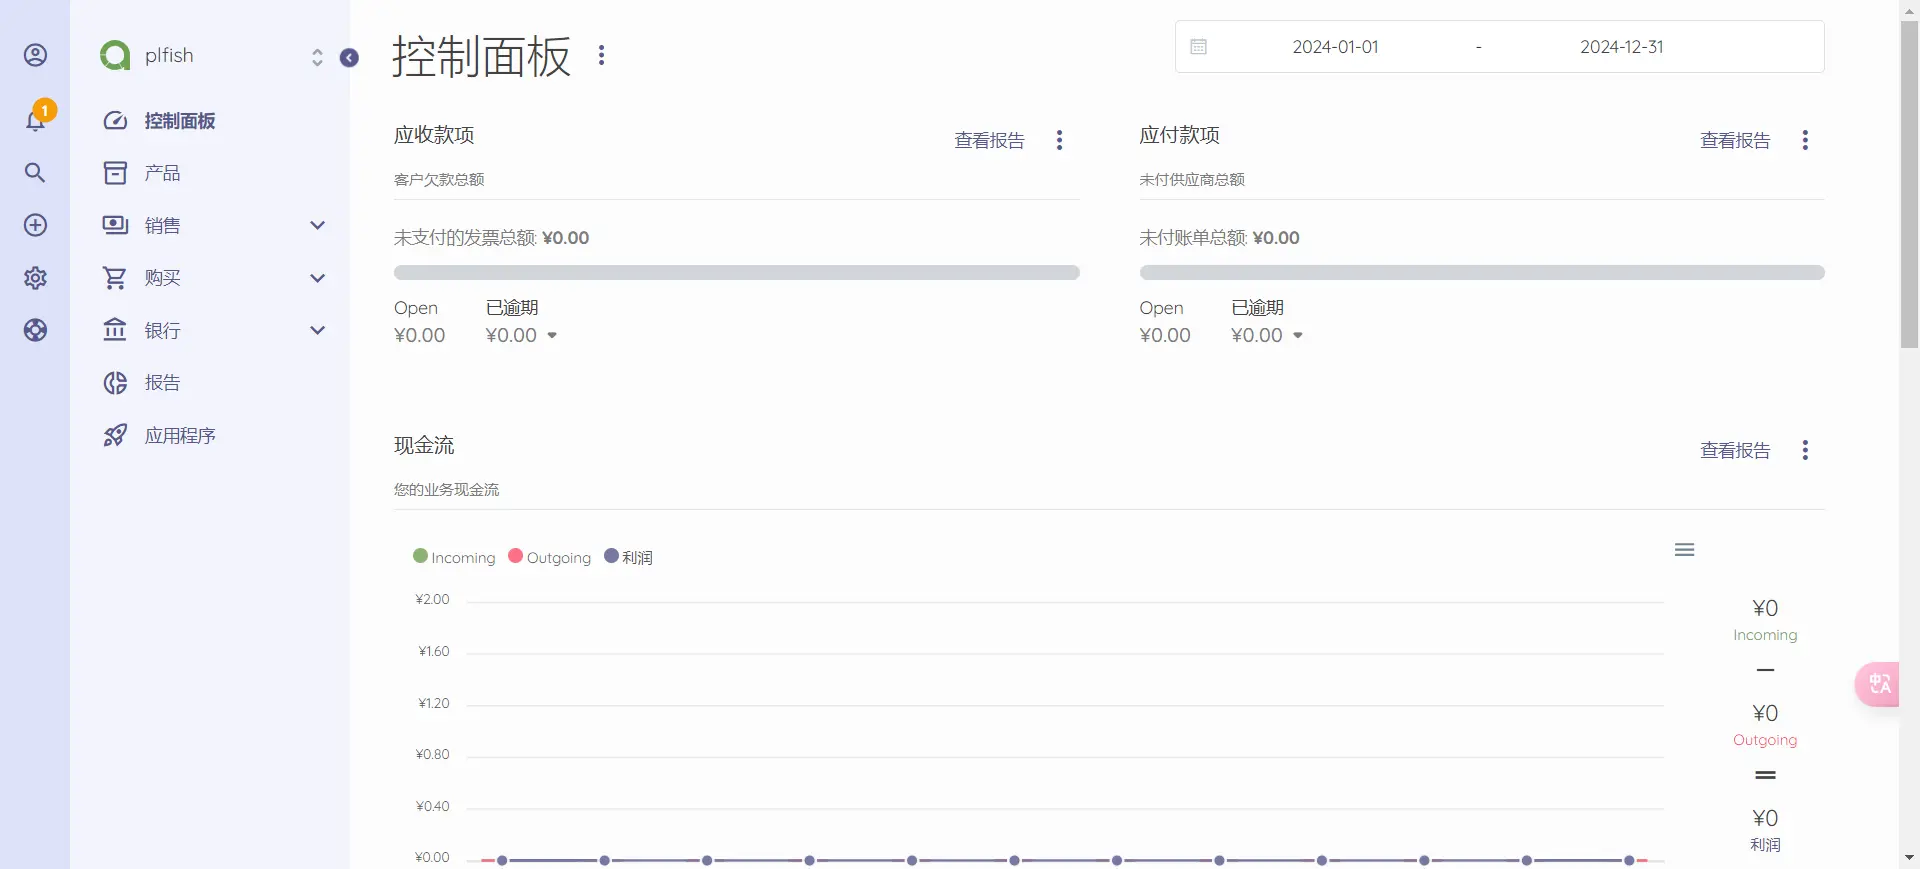 plfish
1
控制面板
产品
销售
购买
银行
报告
应用程序
控制面板
2024-01-01 - 2024-12-31
应收款项
查看报告
客户欠款总额
未支付的发票总额: ¥0.00
Open 已逾期
¥0.00 ¥0.00
应付款项
查看报告
未付供应商总额
未付账单总额: ¥0.00
Open 已逾期
¥0.00 ¥0.00
现金流
查看报告
您的业务现金流
Incoming Outgoing 利润
¥2.00
¥1.60
¥1.20
¥0.80
¥0.40
¥0.00
¥0
Incoming
¥0
Outgoing
¥0
利润
中A